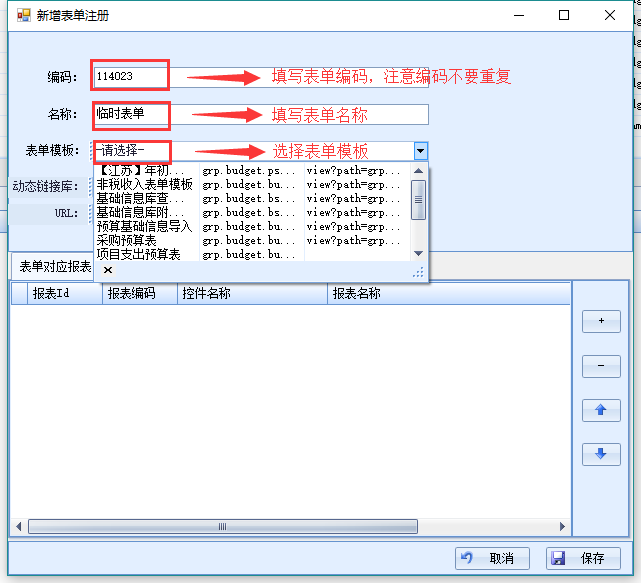 新增表单注册
编码: 114023 填写表单编码，注意编码不要重复
名称: 临时表单 填写表单名称
表单模板: -请选择- 选择表单模板
【江苏】年初... grp.budget.ps... view?path=grp...
非税收入表单模板 grp.budget.bu... view?path=grp...
动态链接库: 基础信息库查... grp.budget.bs... view?path=grp...
基础信息库附... grp.budget.bs... view?path=grp...
URL: 预算基础信息导入 grp.budget.bu... view?path=grp...
采购预算表 grp.budget.bu... view?path=grp...
项目支出预算表 grp.budget.bu... view?path=grp...
表单对应报表
报表Id 报表编码 控件名称 报表名称
取消 保存